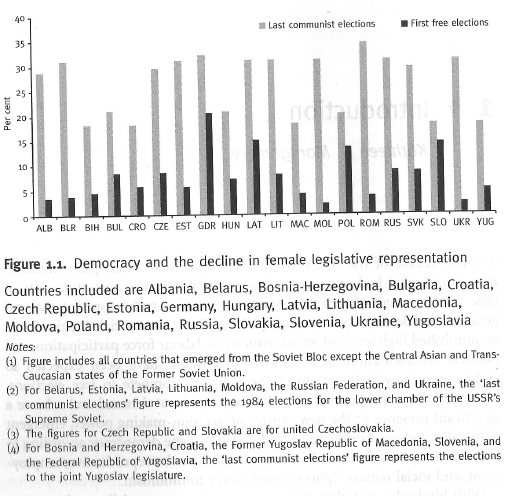 Last communist elections
First free elections
40
35
30
25
20
15
10
5
0
Per cent
ALB BLR BIH BUL CRO CZE EST GDR HUN LAT LIT MAC MOL POL ROM RUS SVK SLO UKR YUG
Figure 1.1. Democracy and the decline in female legislative representation
Countries included are Albania, Belarus, Bosnia-Herzegovina, Bulgaria, Croatia,
Czech Republic, Estonia, Germany, Hungary, Latvia, Lithuania, Macedonia,
Moldova, Poland, Romania, Russia, Slovakia, Slovenia, Ukraine, Yugoslavia
Notes:
(1) Figure includes all countries that emerged from the Soviet Bloc except the Central Asian and Trans-
Caucasian states of the Former Soviet Union.
(2) For Belarus, Estonia, Latvia, Lithuania, Moldova, the Russian Federation, and Ukraine, the 'last
communist elections' figure represents the 1984 elections for the lower chamber of the USSR's
Supreme Soviet.
(3) The figures for Czech Republic and Slovakia are for united Czechoslovakia.
(4) For Bosnia and Herzegovina, Croatia, the Former Yugoslav Republic of Macedonia, Slovenia, and
the Federal Republic of Yugoslavia, the 'last communist elections' figure represents the elections
to the joint Yugoslav legislature.